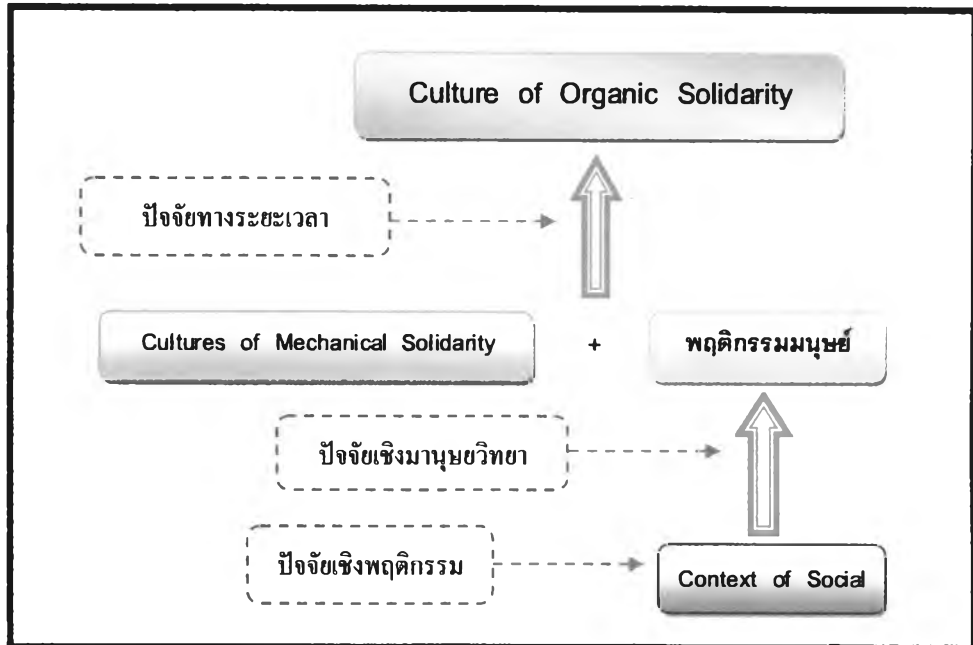 Culture of Organic Solidarity
ปัจจัยทางระยะเวลา
Cultures of Mechanical Solidarity + พฤติกรรมมนุษย์
ปัจจัยเชิงมานุษยวิทยา
ปัจจัยเชิงพฤติกรรม
Context of Social